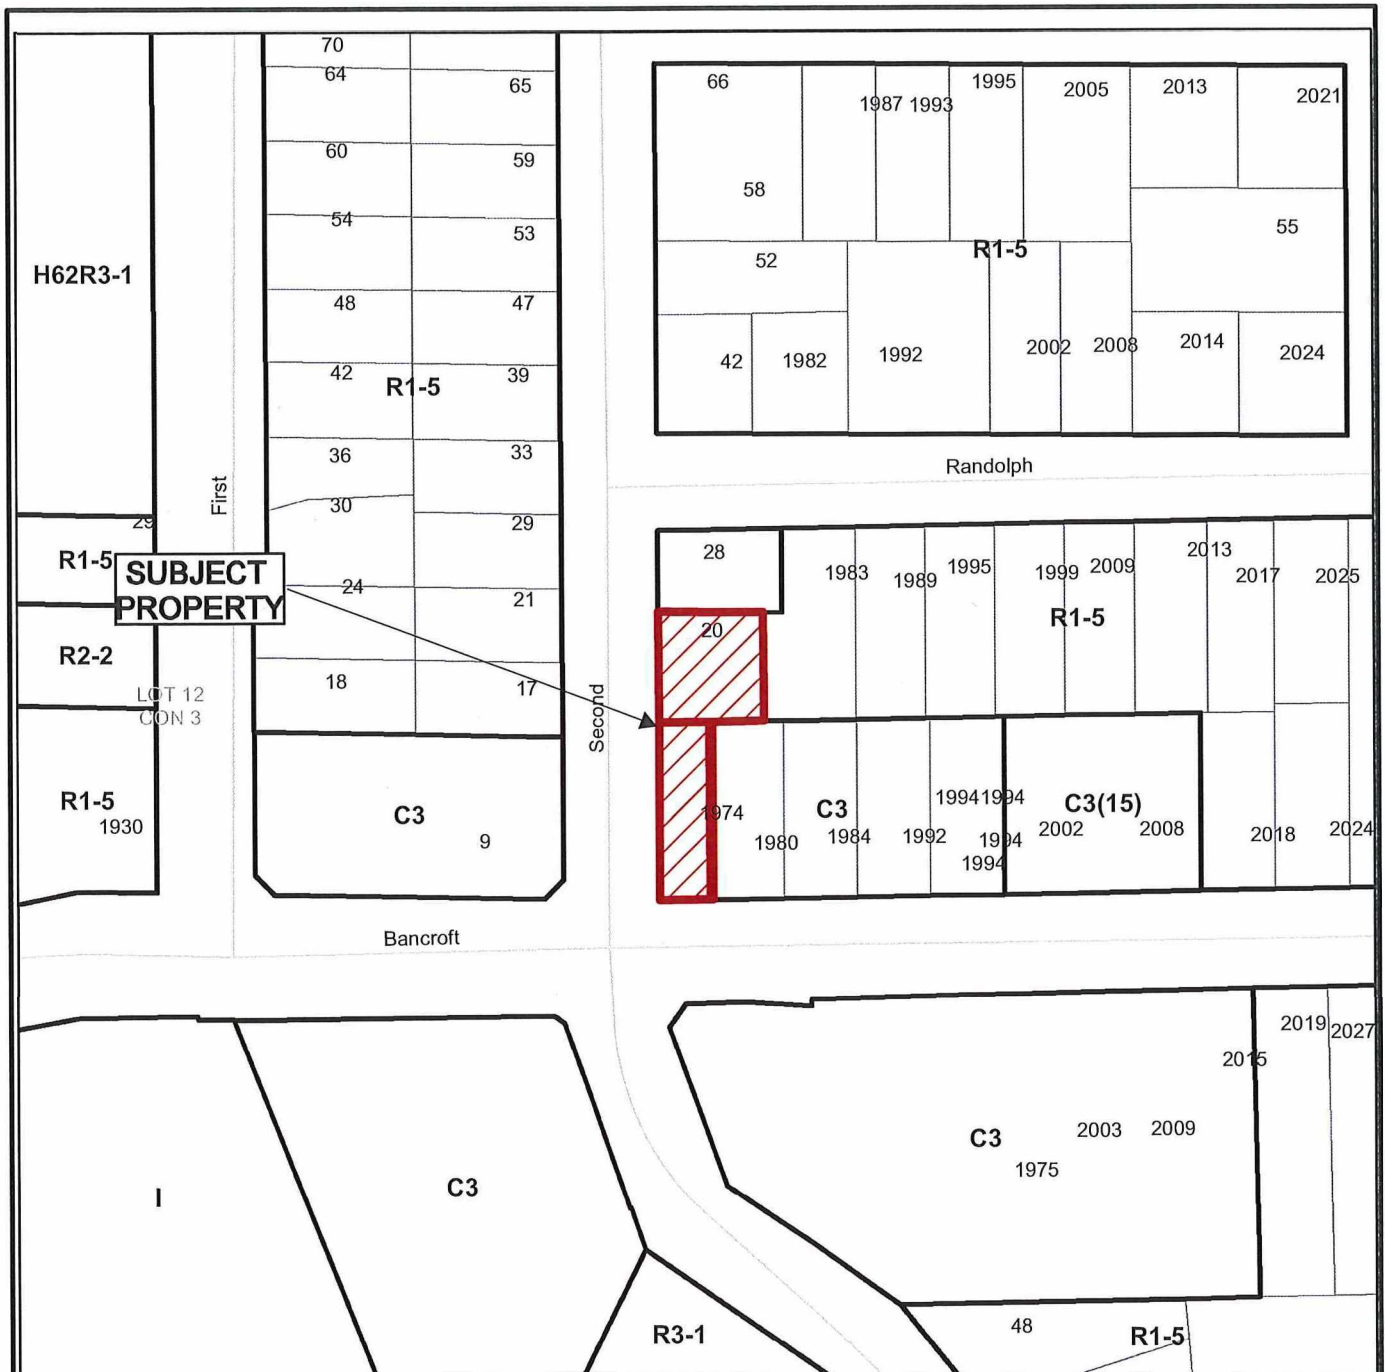 70
64
65
66
1987
1993
1995
2005
2013
2021
60
59
58
54
53
55
R1-5
52
H62R3-1
48
47
42
1982
1992
2002
2008
2014
2024
42
39
R1-5
36
33
Randolph
First
30
29
29
28
1983
1989
1995
1999
2009
2013
2017
2025
R1-5
SUBJECT
PROPERTY
24
21
20
R1-5
R2-2
18
17
LOT 12
CON 3
Second
R1-5
1930
C3
9
1974
C3
1980
1984
1992
1994
1994
1994
1994
C3(15)
2002
2008
2018
2024
Bancroft
2019
2027
2015
C3
2003
2009
1975
I
C3
R3-1
48
R1-5